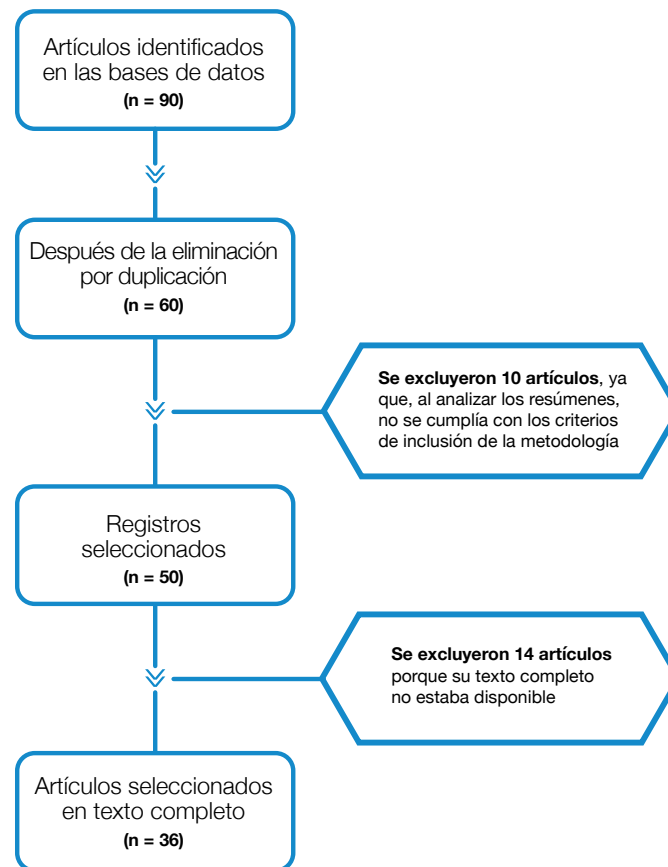 Artículos identificados
en las bases de datos
(n = 90)
Después de la eliminación
por duplicación
(n = 60)
Se excluyeron 10 artículos, ya
que, al analizar los resúmenes,
no se cumplía con los criterios
de inclusión de la metodología
Registros
seleccionados
(n = 50)
Se excluyeron 14 artículos
porque su texto completo
no estaba disponible
Artículos seleccionados
en texto completo
(n = 36)